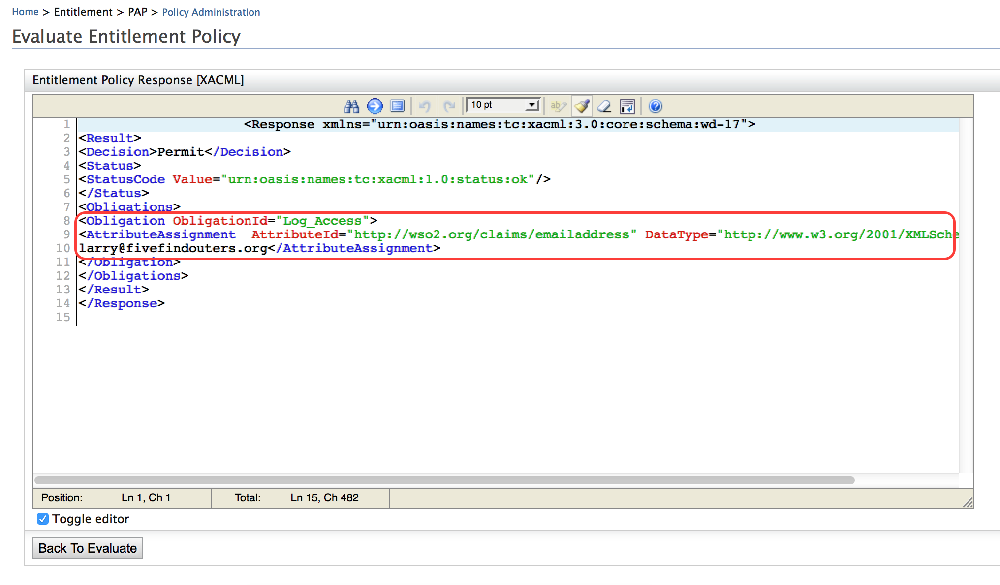 Home > Entitlement > PAP > Policy Administration
Evaluate Entitlement Policy
Entitlement Policy Response [XACML]
10 pt
1 <Response xmlns="urn:oasis:names:tc:xacml:3.0:core:schema:wd-17">
2 <Result>
3 <Decision>Permit</Decision>
4 <Status>
5 <StatusCode Value="urn:oasis:names:tc:xacml:1.0:status:ok"/>
6 </Status>
7 <Obligations>
8 <Obligation ObligationId="Log_Access">
9 <AttributeAssignment  AttributeId="http://wso2.org/claims/emailaddress" DataType="http://www.w3.org/2001/XMLSche
10 larry@fivefindouters.org</AttributeAssignment>
11 </Obligation>
12 </Obligations>
13 </Result>
14 </Response>
15
Position: Ln 1, Ch 1 Total: Ln 15, Ch 482
Toggle editor
Back To Evaluate